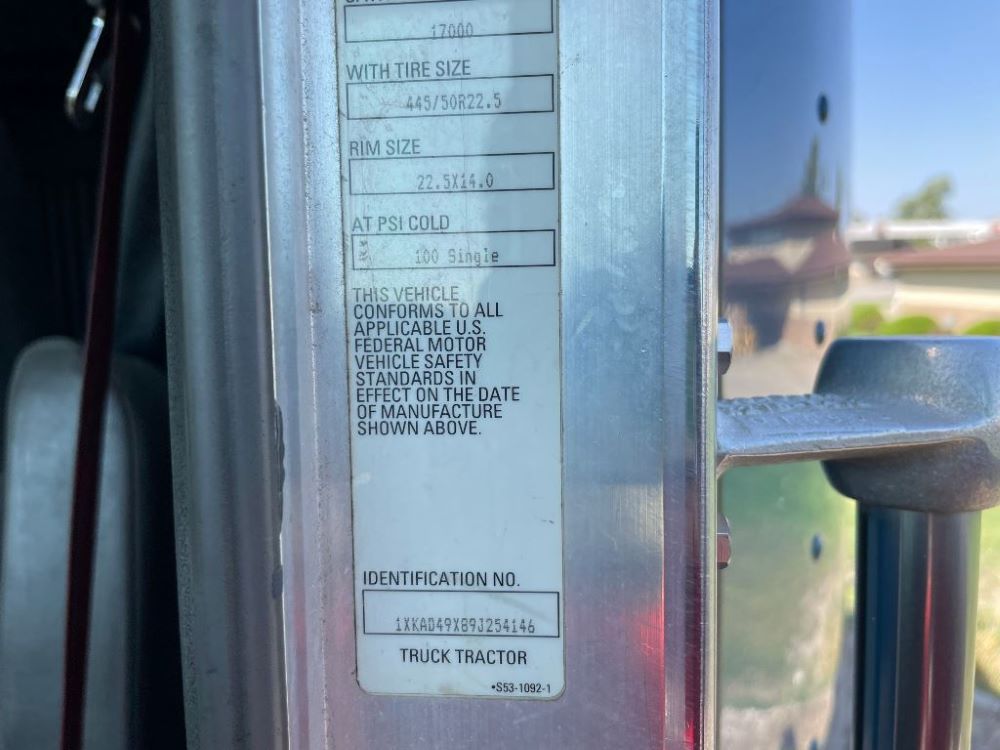 17000
WITH TIRE SIZE
445/50R22.5
RIM SIZE
22.5X14.0
AT PSI COLD
100 Single
THIS VEHICLE
CONFORMS TO ALL
APPLICABLE U.S.
FEDERAL MOTOR
VEHICLE SAFETY
STANDARDS IN
EFFECT ON THE DATE
OF MANUFACTURE
SHOWN ABOVE.
IDENTIFICATION NO.
1XKAD49X89J254146
TRUCK TRACTOR
•S53-1092-1